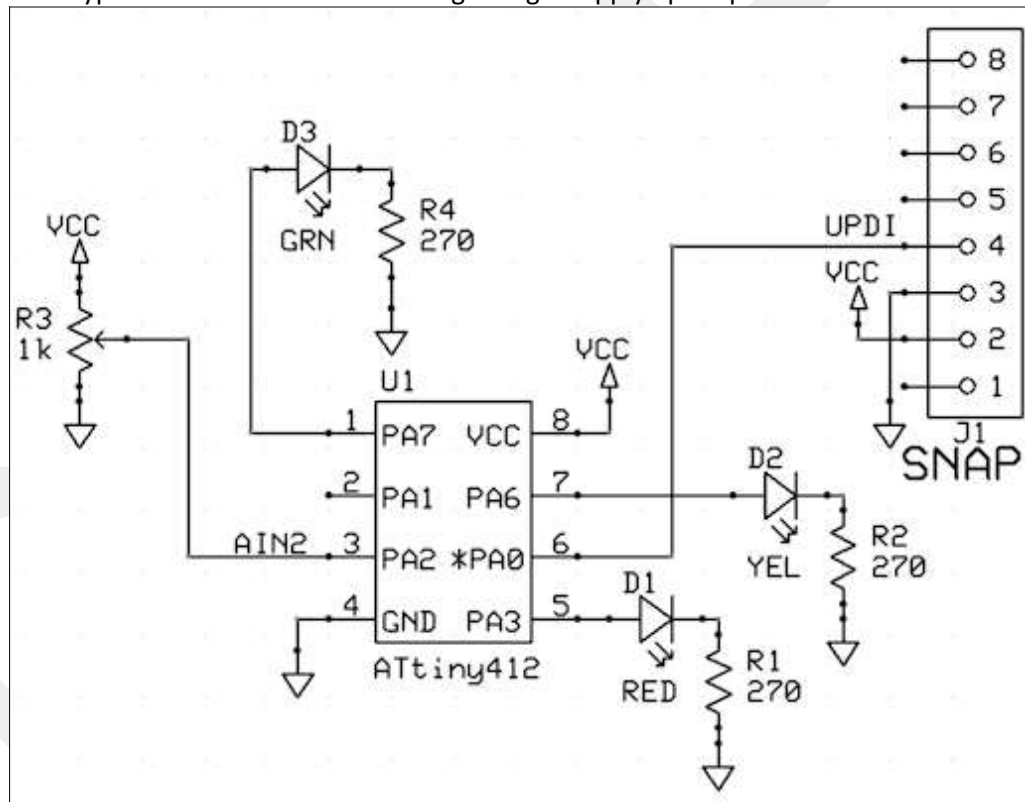 8
7
6
5
UPDI 4
VCC 3
2
1
J1
SNAP
D3
GRN
R4
270
VCC
R3
1k
U1
VCC
1 PA7 VCC 8
2 PA1 PA6 7
AIN2 3 PA2 *PA0 6
4 GND PA3 5
ATtiny412
D2
YEL
R2
270
D1
RED
R1
270